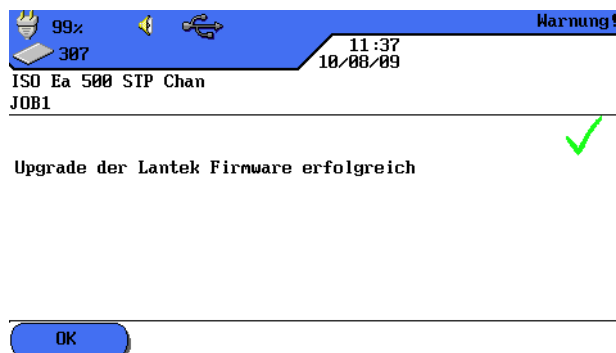 99% Warnung!
307 11:37
10/08/09
ISO Ea 500 STP Chan
JOB1
Upgrade der Lantek Firmware erfolgreich
OK